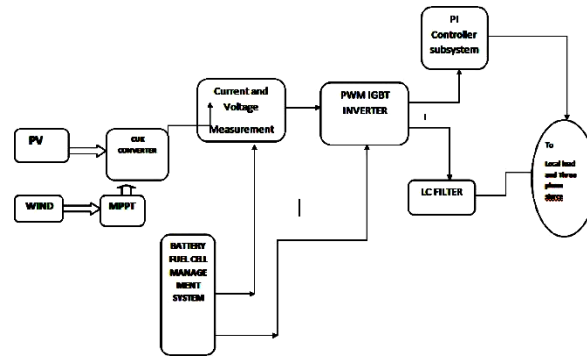 PI
Controller
subsystem
Current and
Voltage
Measurement
PWM IGBT
INVERTER
PV
CUK
CONVERTER
To
Local load
and Three
phase
WIND
MPPT
LC FILTER
BATTERY
FUEL CELL
MANAGE
MENT
SYSTEM